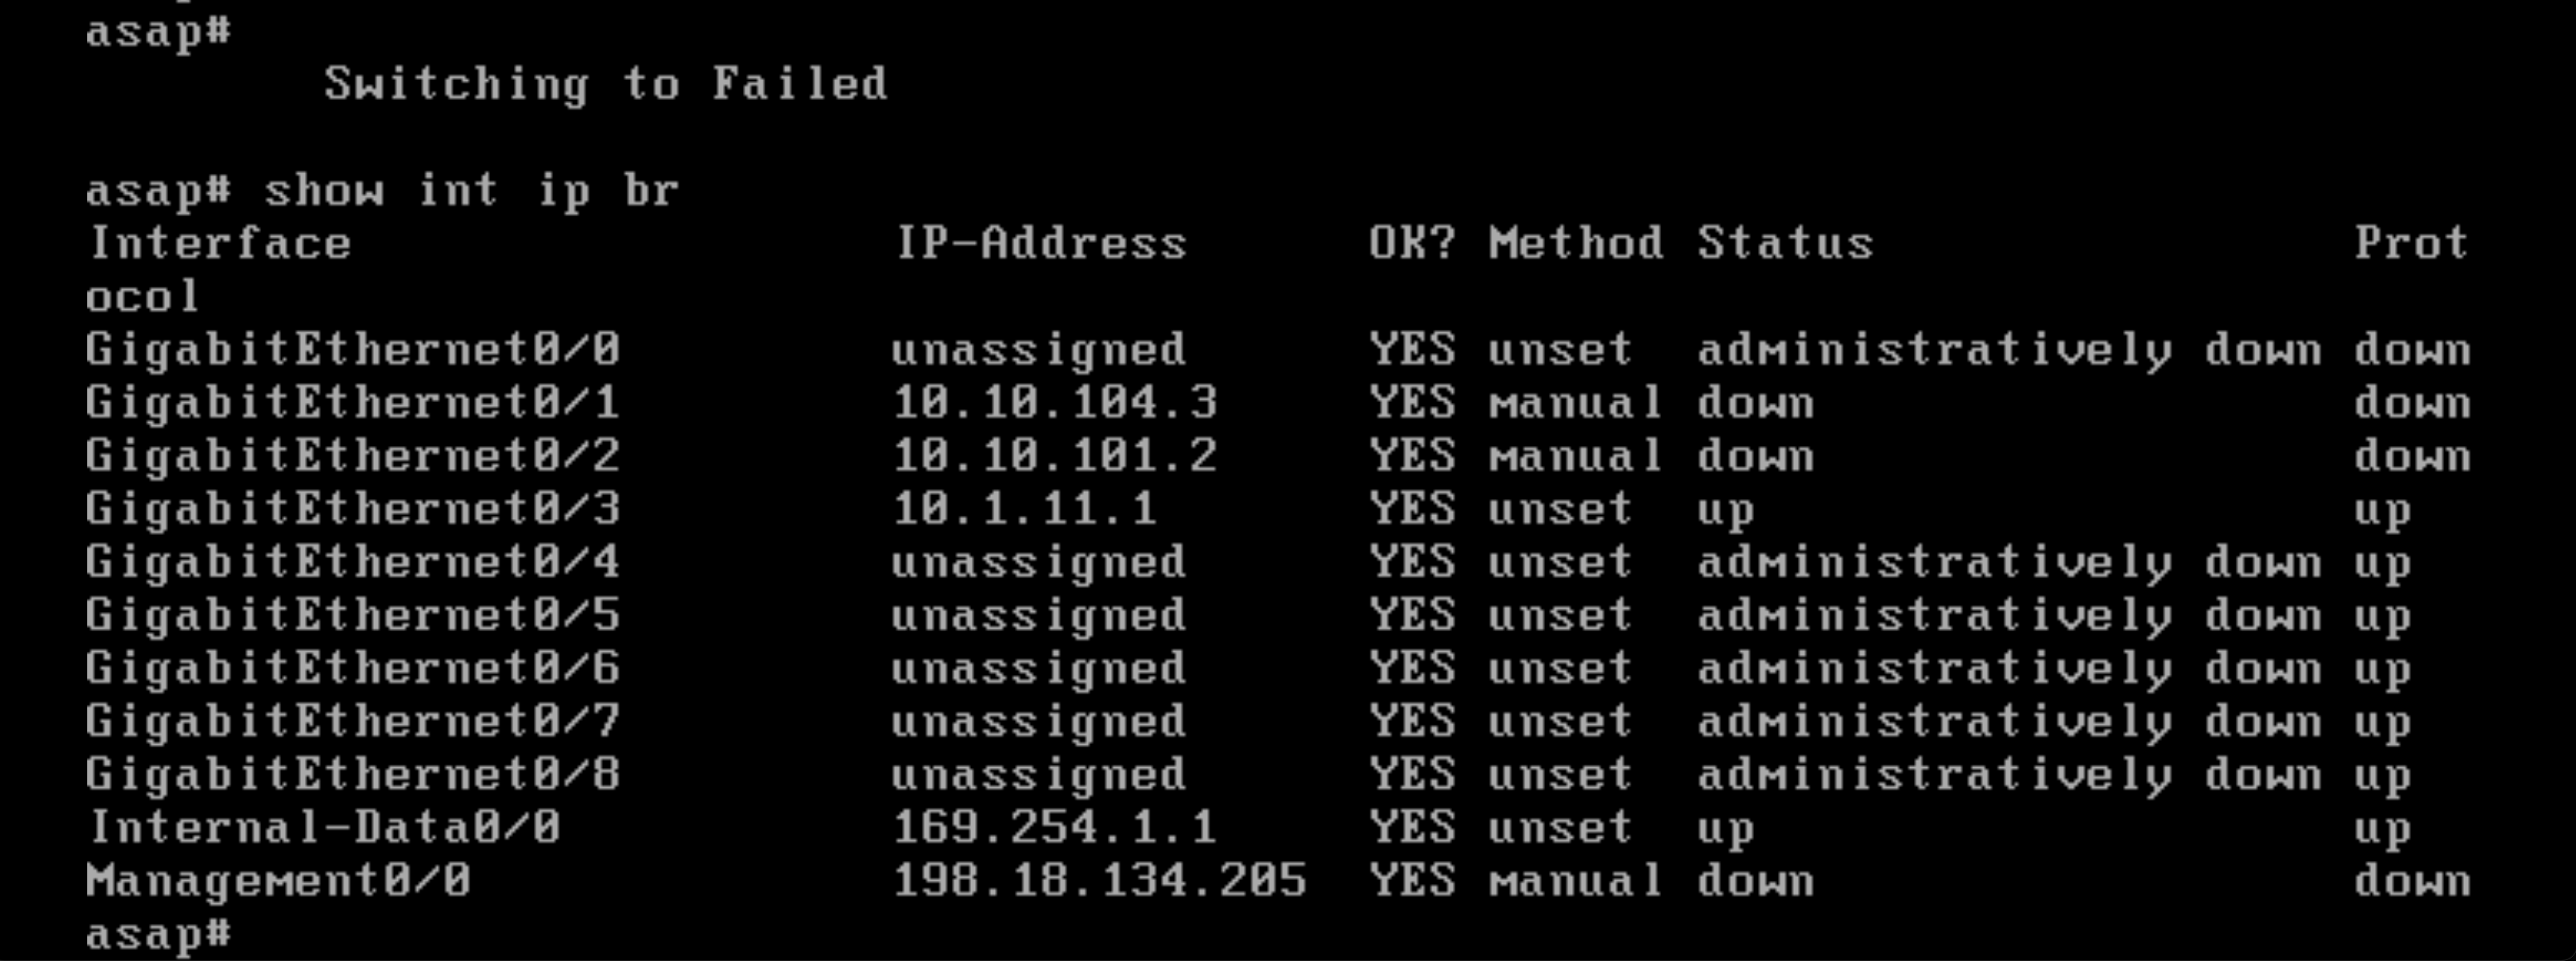 asap#
Switching to Failed
asap# show int ip br
Interface IP-Address OK? Method Status Prot
ocol
GigabitEthernet0/0 unassigned YES unset administratively down down
GigabitEthernet0/1 10.10.104.3 YES manual down down
GigabitEthernet0/2 10.10.101.2 YES manual down down
GigabitEthernet0/3 10.1.11.1 YES unset up up
GigabitEthernet0/4 unassigned YES unset administratively down up
GigabitEthernet0/5 unassigned YES unset administratively down up
GigabitEthernet0/6 unassigned YES unset administratively down up
GigabitEthernet0/7 unassigned YES unset administratively down up
GigabitEthernet0/8 unassigned YES unset administratively down up
Internal-Data0/0 169.254.1.1 YES unset up up
Management0/0 198.18.134.205 YES manual down down
asap#